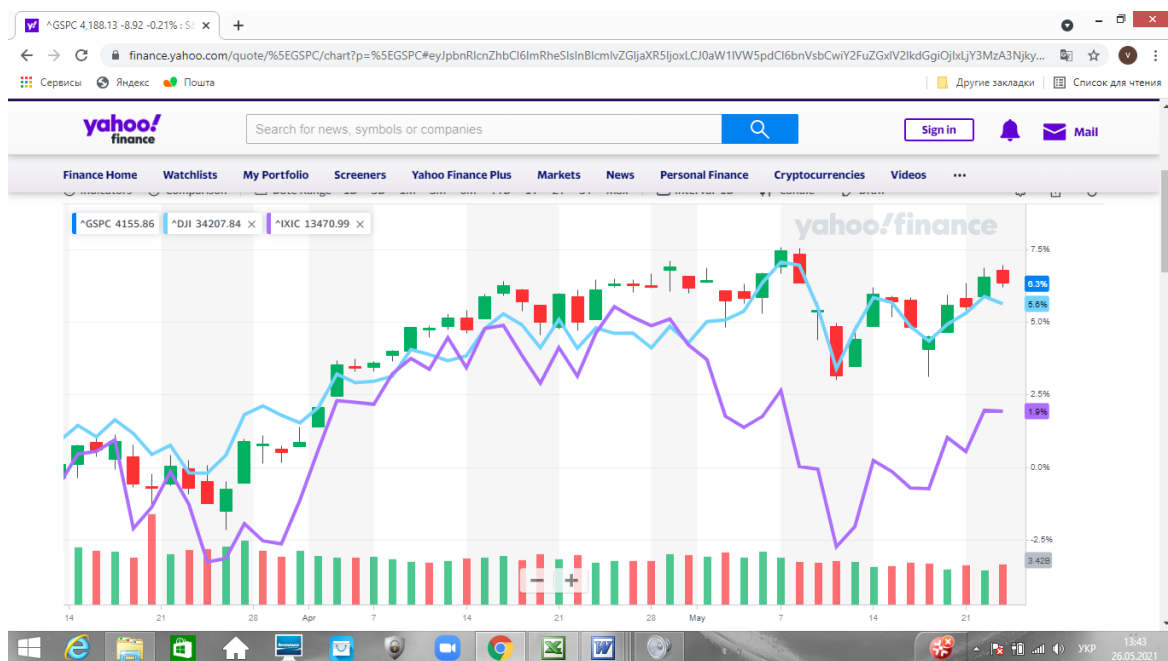 ^GSPC 4,188.13 -8.92 -0.21% : S&
finance.yahoo.com/quote/%5EGSPC/chart?p=%5EGSPC#
Сервисы Яндекс Пошта Другие закладки Список для чтения
yahoo!
finance
Search for news, symbols or companies
Sign in
Mail
Finance Home Watchlists My Portfolio Screeners Yahoo Finance Plus Markets News Personal Finance Cryptocurrencies Videos ...
^GSPC 4155.86 ^DJI 34207.84 ^IXIC 13470.99
yahoo!finance
7.5%
6.3%
5.6%
5.0%
2.5%
1.9%
0.0%
-2.5%
3.42B
14 21 28 Apr 7 14 21 28 May 7 14 21
Lenovo
УКР
13:43
26.05.2021